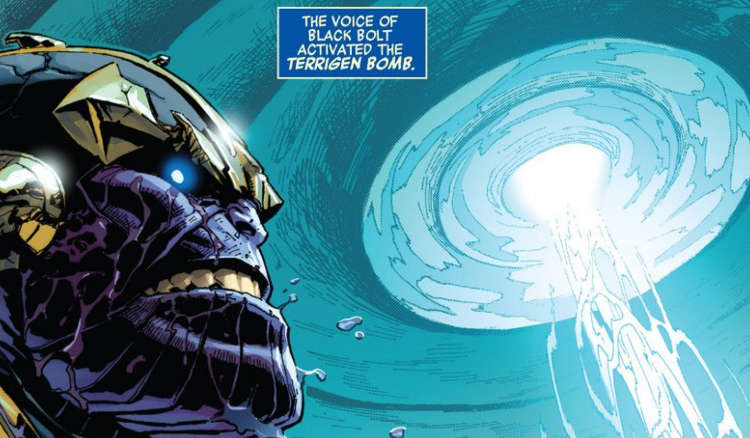 THE VOICE OF
BLACK BOLT
ACTIVATED THE
TERRIGEN BOMB.